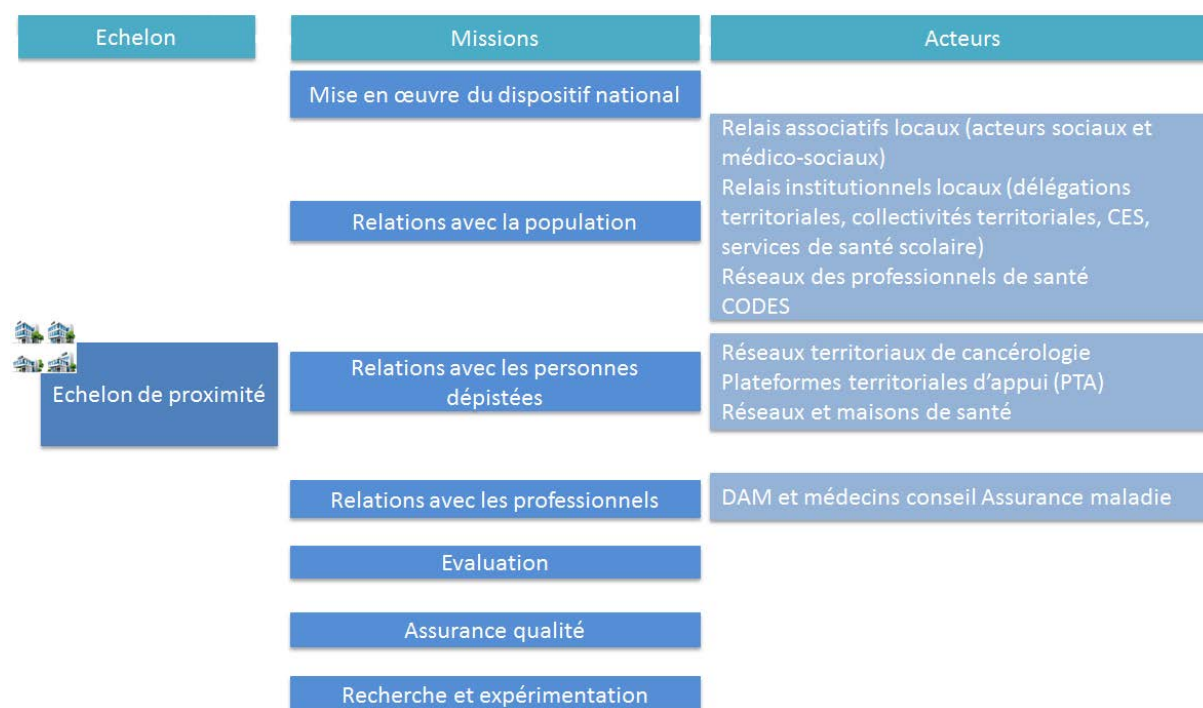 Echelon
Missions
Acteurs
Mise en œuvre du dispositif national
Relations avec la population
Relais associatifs locaux (acteurs sociaux et
médico-sociaux)
Relais institutionnels locaux (délégations
territoriales, collectivités territoriales, CES,
services de santé scolaire)
Réseaux des professionnels de santé
CODES
Echelon de proximité
Relations avec les personnes
dépistées
Réseaux territoriaux de cancérologie
Plateformes territoriales d’appui (PTA)
Réseaux et maisons de santé
Relations avec les professionnels
DAM et médecins conseil Assurance maladie
Evaluation
Assurance qualité
Recherche et expérimentation